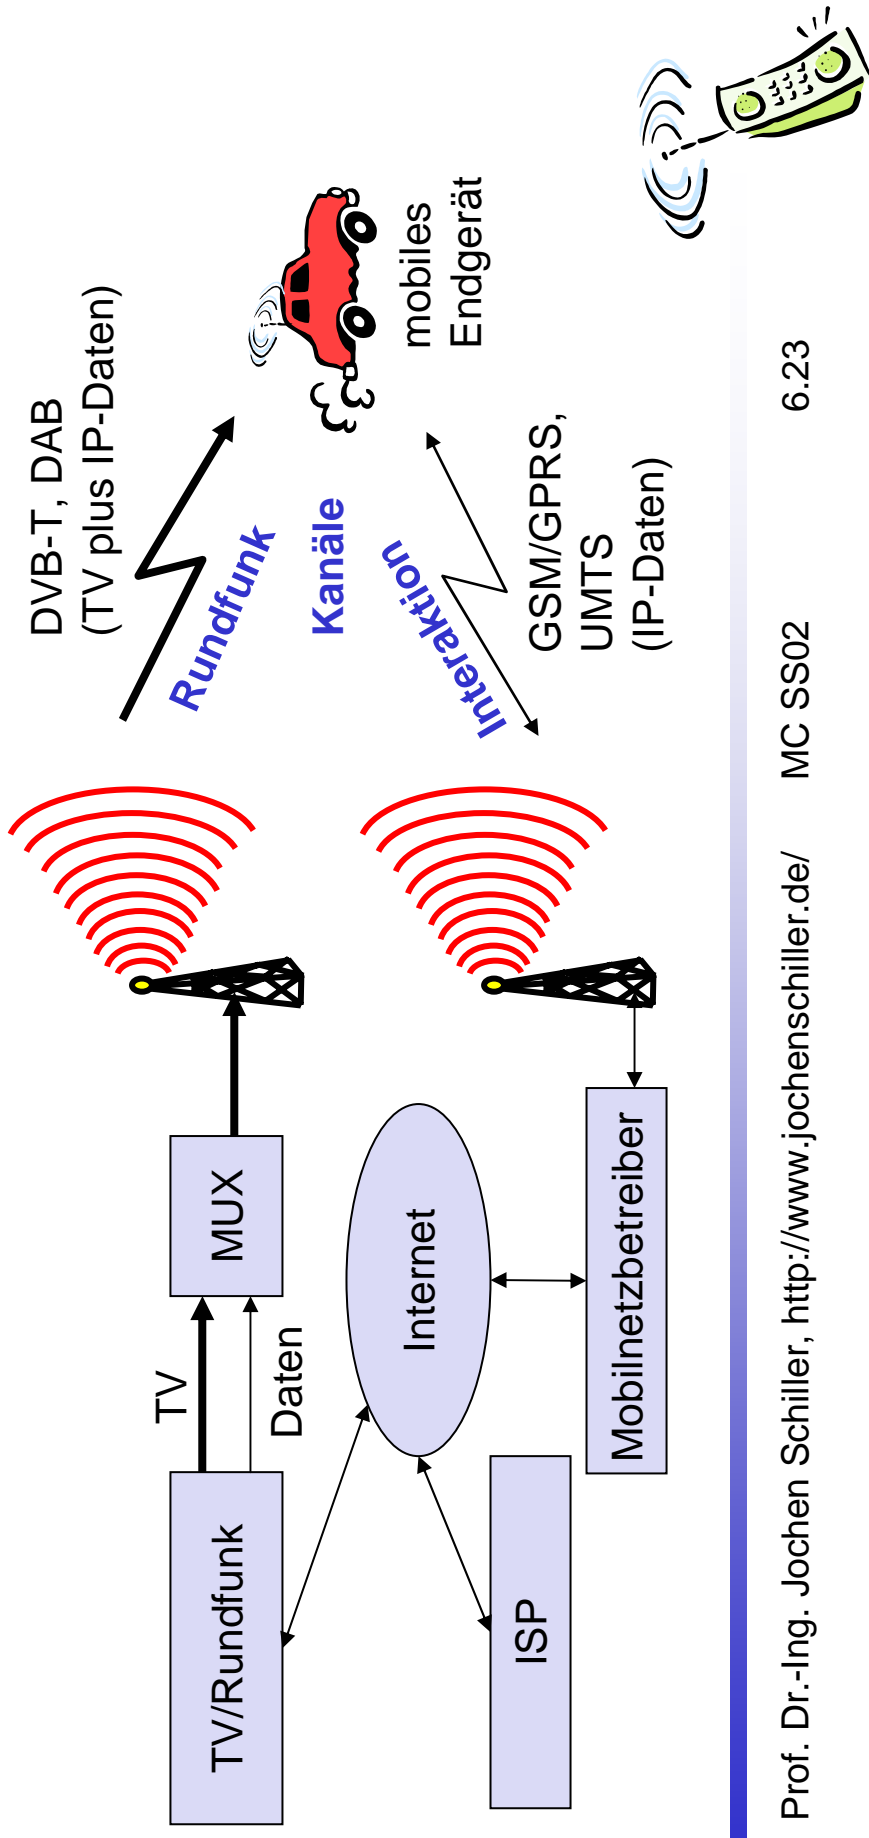 DVB-T, DAB
(TV plus IP-Daten)
TV
MUX
Rundfunk
TV/Rundfunk
Daten
Kanäle
mobiles
Endgerät
Internet
Interaktion
ISP
GSM/GPRS,
UMTS
(IP-Daten)
Mobilnetzbetreiber
Prof. Dr.-Ing. Jochen Schiller, http://www.jochenschiller.de/
MC SS02
6.23